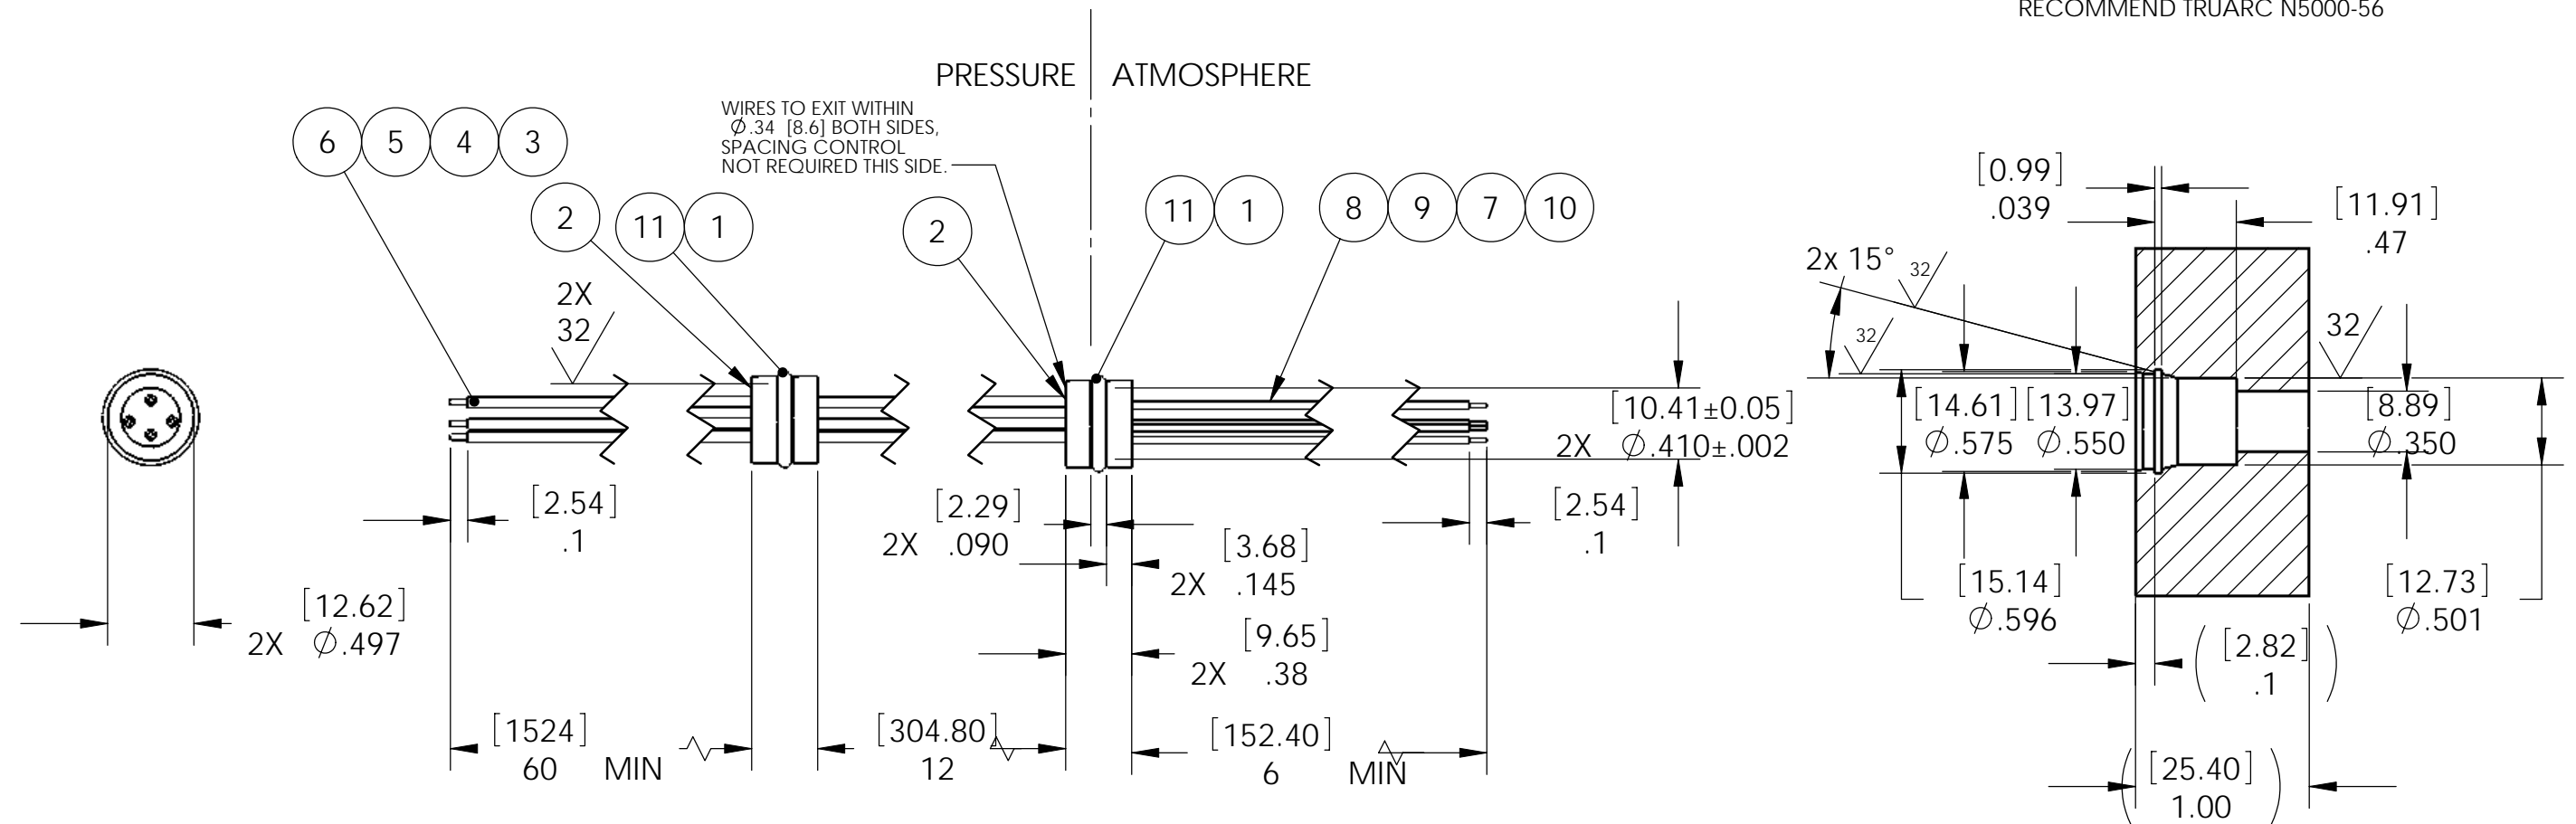 RECOMMEND TRUARC N5000-56
PRESSURE
ATMOSPHERE
WIRES TO EXIT WITHIN
Ø.34 [8.6] BOTH SIDES,
SPACING CONTROL
NOT REQUIRED THIS SIDE.
6 5 4 3
2
11 1
2
11 1
8 9 7 10
2X
32
[2.54]
.1
[12.62]
2X Ø.497
[1524]
60 MIN
[304.80]
12
[2.29]
2X .090
[3.68]
2X .145
[9.65]
2X .38
[152.40]
6 MIN
[2.54]
.1
[10.41±0.05]
2X Ø.410±.002
[0.99]
.039
[11.91]
.47
2x 15°
32
32
32
[14.61]
Ø.575
[13.97]
Ø.550
[8.89]
Ø.350
[15.14]
Ø.596
[12.73]
Ø.501
([2.82]
.1)
([25.40]
1.00)